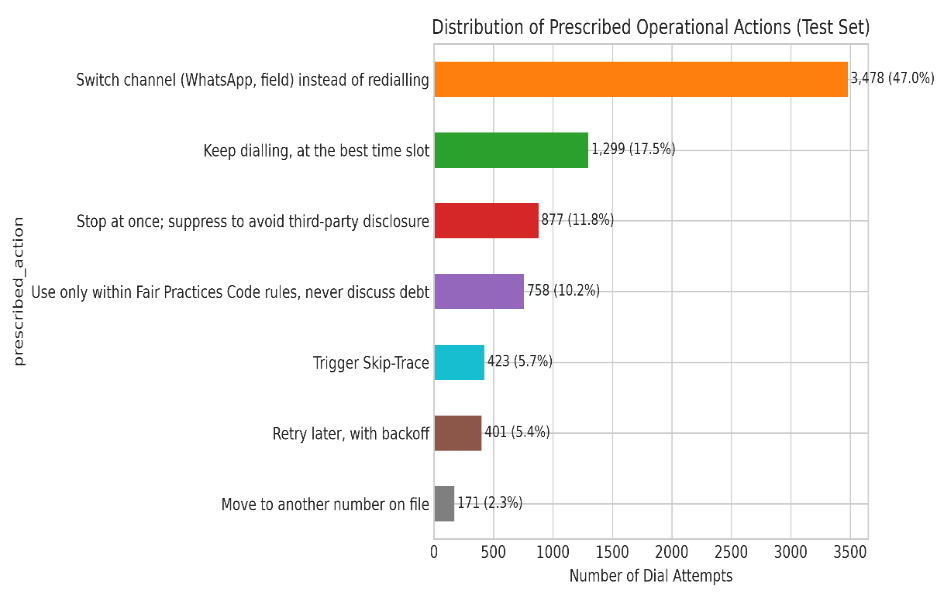 Distribution of Prescribed Operational Actions (Test Set)
Switch channel (WhatsApp, field) instead of redialling
3,478 (47.0%)
Keep dialling, at the best time slot
1,299 (17.5%)
Stop at once; suppress to avoid third-party disclosure
877 (11.8%)
Use only within Fair Practices Code rules, never discuss debt
758 (10.2%)
Trigger Skip-Trace
423 (5.7%)
Retry later, with backoff
401 (5.4%)
Move to another number on file
171 (2.3%)
prescribed_action
0 500 1000 1500 2000 2500 3000 3500
Number of Dial Attempts